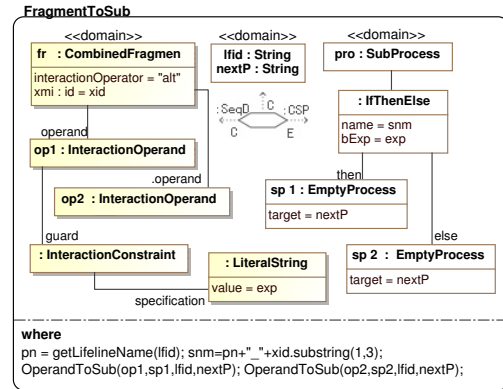 FragmentToSub
<<domain>>
fr : CombinedFragmen
interactionOperator = "alt"
xmi : id = xid
operand
op1 : InteractionOperand
.operand
op2 : InteractionOperand
guard
: InteractionConstraint
specification
: LiteralString
value = exp
<<domain>>
lfid : String
nextP : String
:SeqD
C
:CSP
C
E
<<domain>>
pro : SubProcess
: IfThenElse
name = snm
bExp = exp
then
sp 1 : EmptyProcess
target = nextP
else
sp 2 : EmptyProcess
target = nextP
where
pn = getLifelineName(lfid); snm=pn+"_"+xid.substring(1,3);
OperandToSub(op1,sp1,lfid,nextP); OperandToSub(op2,sp2,lfid,nextP);